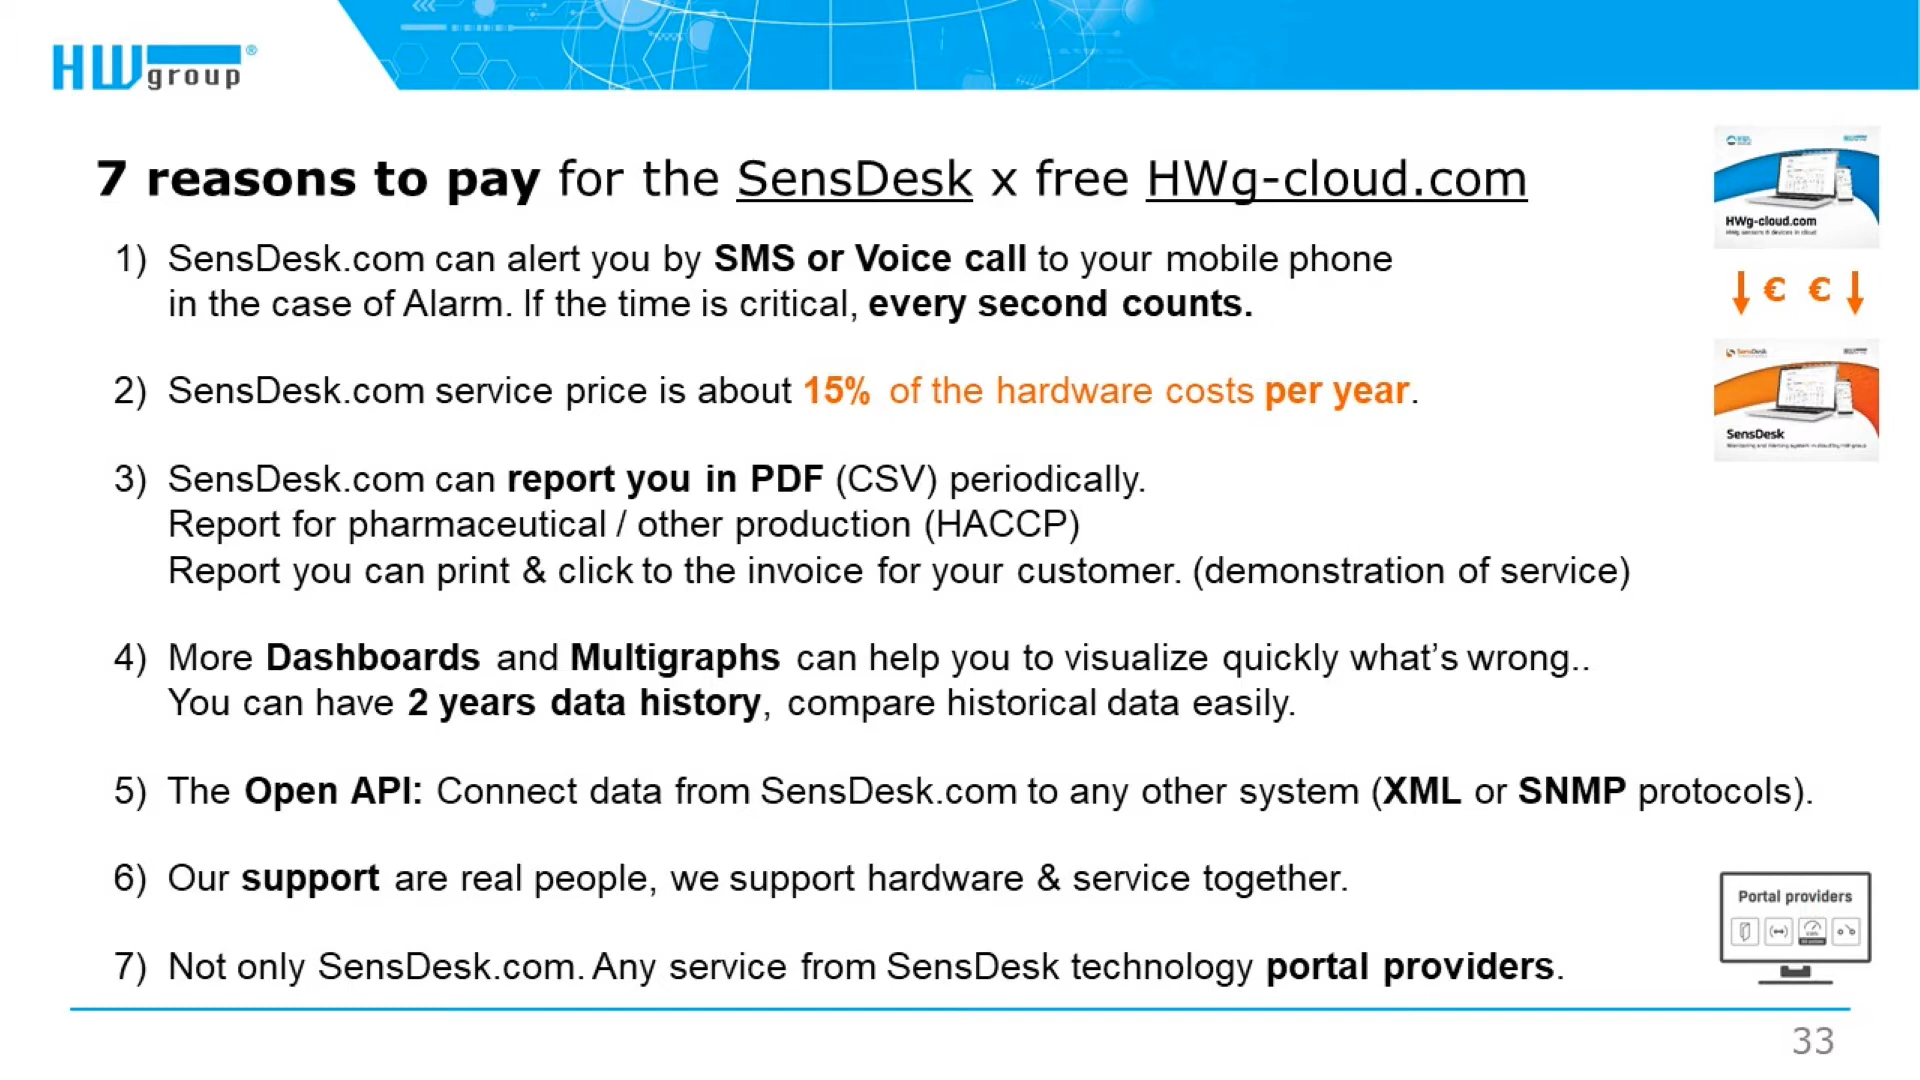 HWgroup®
7 reasons to pay for the SensDesk x free HWg-cloud.com
1) SensDesk.com can alert you by SMS or Voice call to your mobile phone
in the case of Alarm. If the time is critical, every second counts.
2) SensDesk.com service price is about 15% of the hardware costs per year.
3) SensDesk.com can report you in PDF (CSV) periodically.
Report for pharmaceutical / other production (HACCP)
Report you can print & click to the invoice for your customer. (demonstration of service)
4) More Dashboards and Multigraphs can help you to visualize quickly what’s wrong..
You can have 2 years data history, compare historical data easily.
5) The Open API: Connect data from SensDesk.com to any other system (XML or SNMP protocols).
6) Our support are real people, we support hardware & service together.
7) Not only SensDesk.com. Any service from SensDesk technology portal providers.
HWg-cloud.com
HWg sensors & devices in cloud
€ €
SensDesk
SensDesk
Portal providers
33